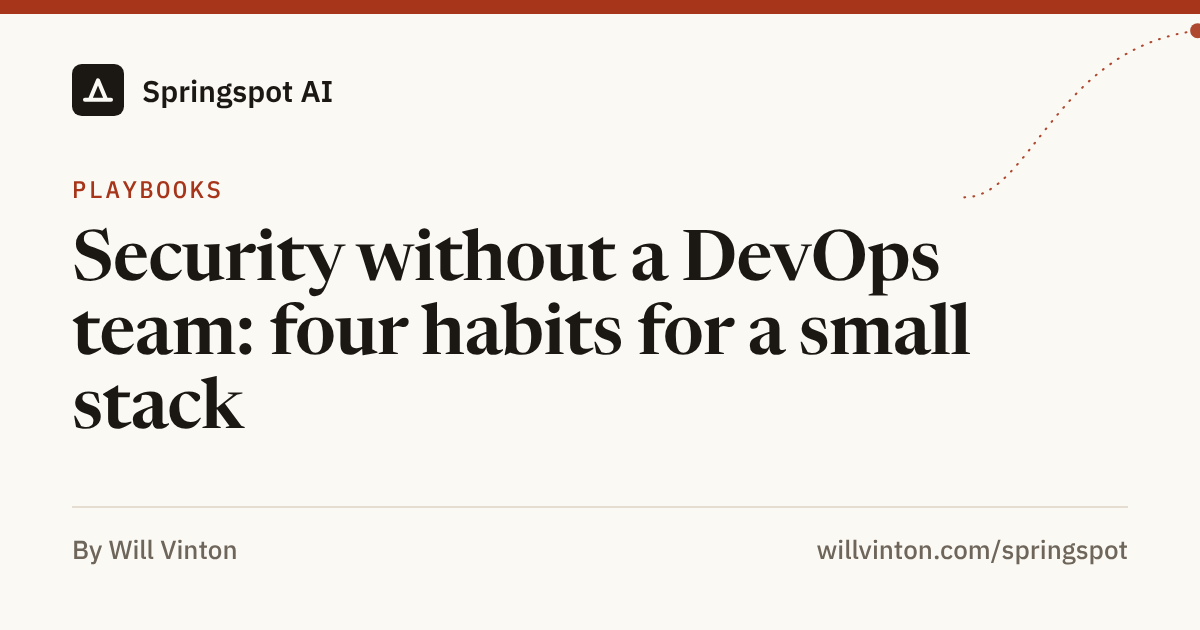 Springspot AI
PLAYBOOKS
Security without a DevOps
team: four habits for a small
stack
By Will Vinton
willvinton.com/springspot